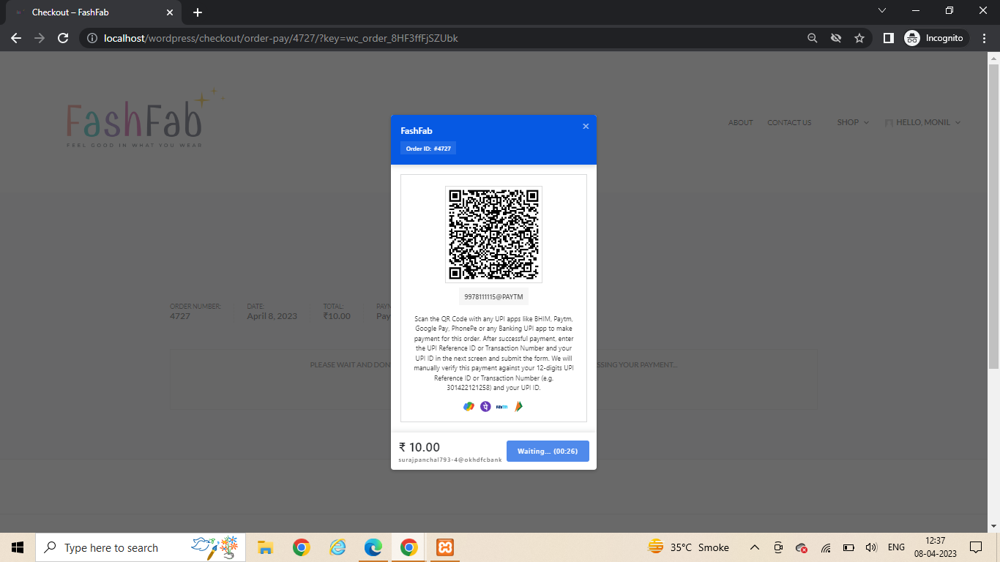 Checkout – FashFab
localhost/wordpress/checkout/order-pay/4727/?key=wc_order_8HF3ffFjSZUbk
Incognito
FashFab
FEEL GOOD IN WHAT YOU WEAR
ABOUT
CONTACT US
SHOP
HELLO, MONIL
FashFab
Order ID: #4727
9978111115@PAYTM
Scan the QR Code with any UPI apps like BHIM, Paytm,
Google Pay, PhonePe or any Banking UPI app to make
payment for this order. After successful payment, enter
the UPI Reference ID or Transaction Number and your
UPI ID in the next screen and submit the form. We will
manually verify this payment against your 12-digits UPI
Reference ID or Transaction Number (e.g.
301422121258) and your UPI ID.
पे
PAYTM
₹ 10.00
surajpanchal793-4@okhdfcbank
Waiting... (00:26)
ORDER NUMBER:
4727
DATE:
April 8, 2023
TOTAL:
₹10.00
PAYM
Pay
PLEASE WAIT AND DON'T
SSING YOUR PAYMENT...
Type here to search
35°C Smoke
ENG
12:37
08-04-2023